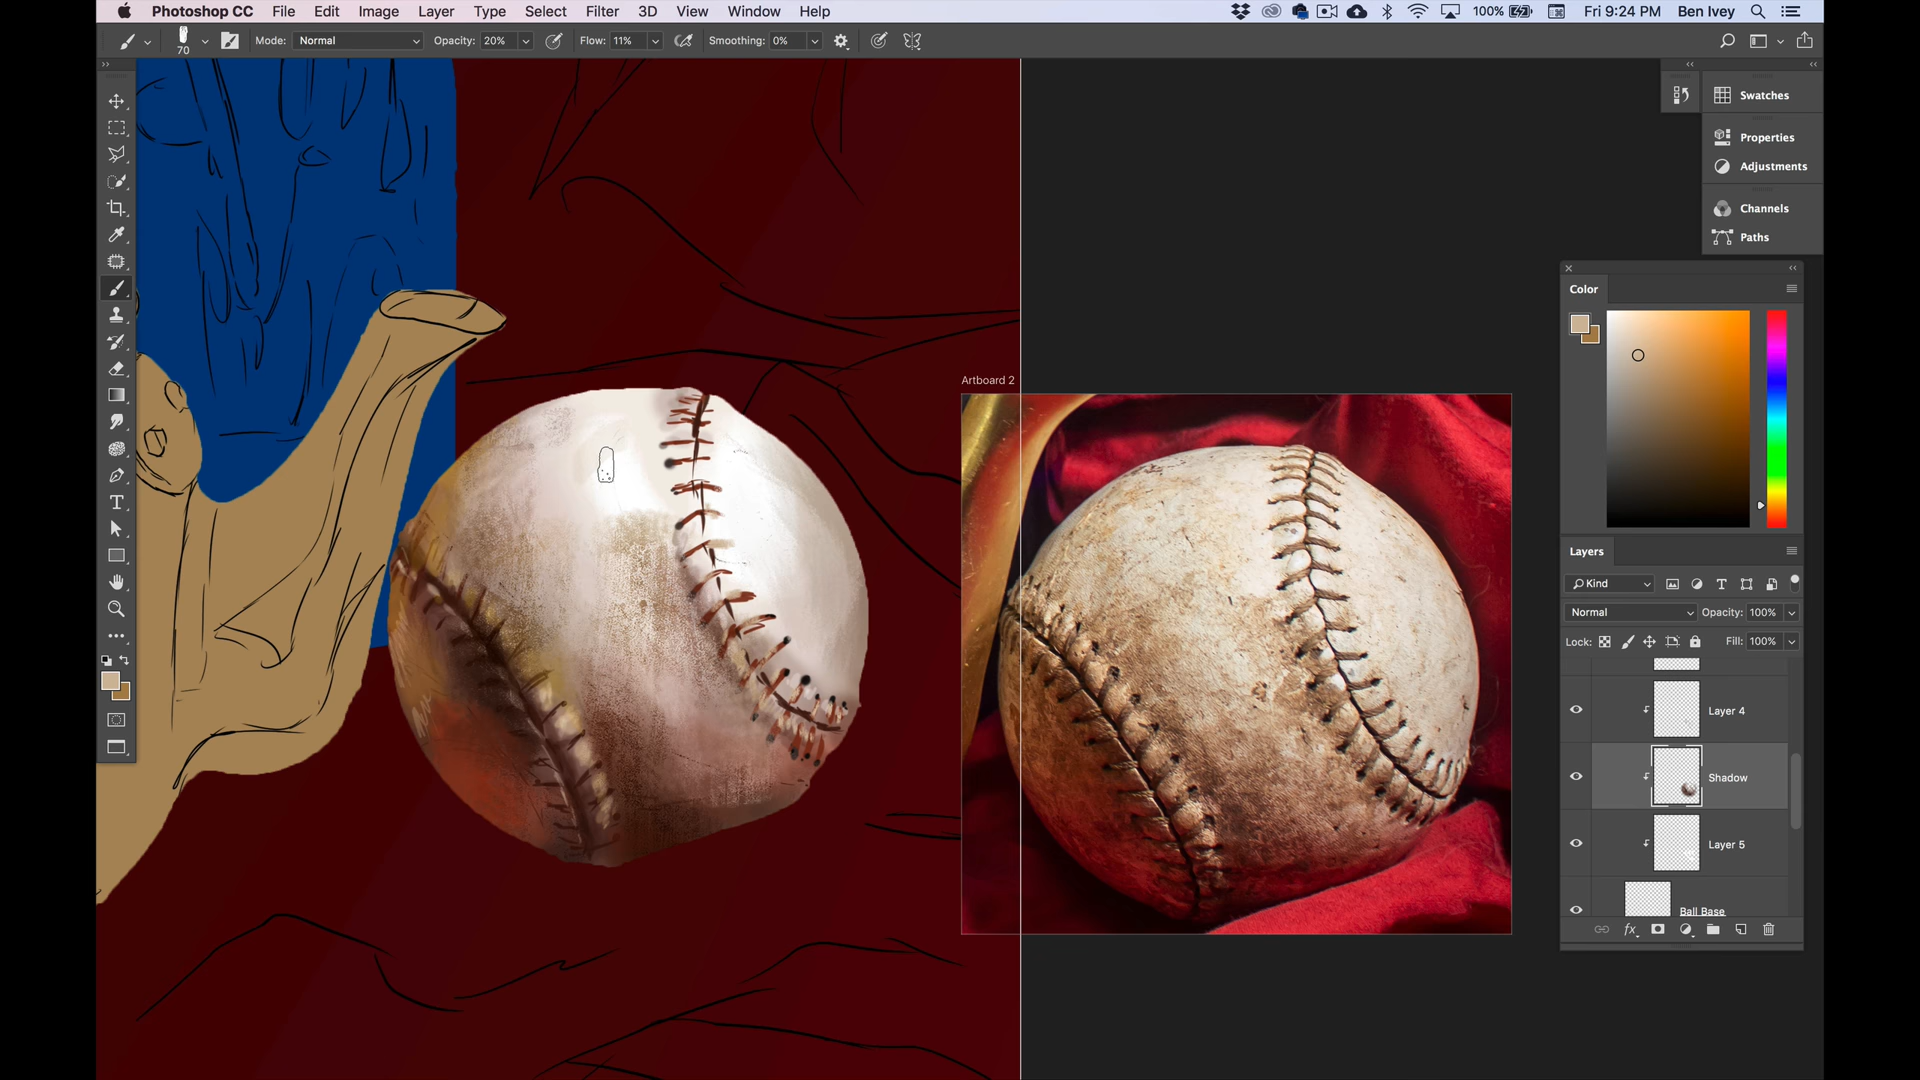 Photoshop CC File Edit Image Layer Type Select Filter 3D View Window Help 100% Fri 9:24 PM Ben Ivey
70 Mode: Normal Opacity: 20% Flow: 11% Smoothing: 0%
Swatches
Properties
Adjustments
Channels
Paths
Color
Artboard 2
Layers
Kind
Normal Opacity: 100%
Lock: Fill: 100%
Layer 4
Shadow
Layer 5
Ball Base
fx